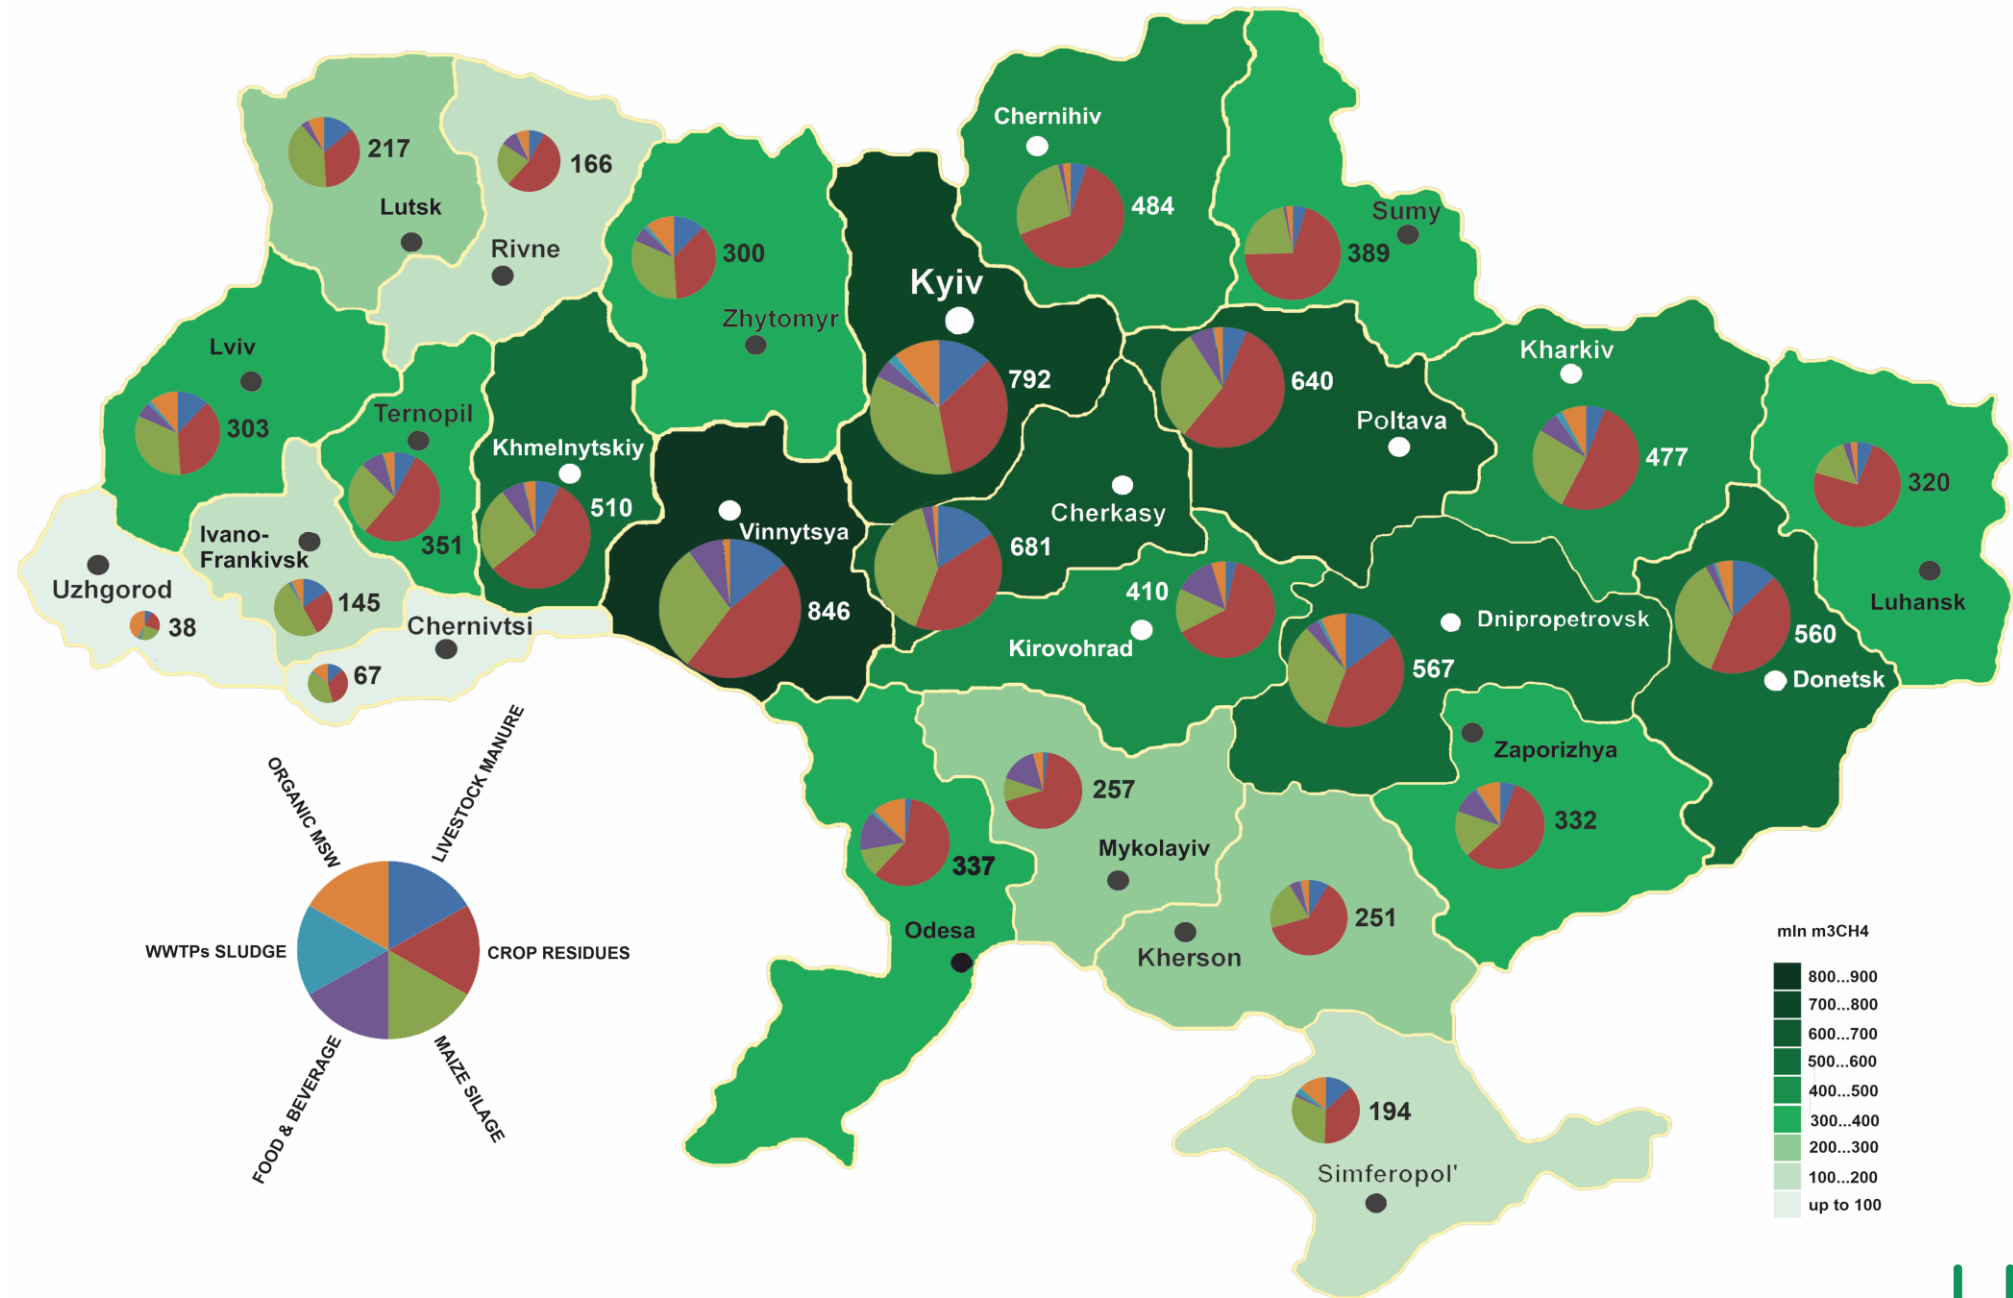 Chernihiv
484
Sumy
389
217
Lutsk
166
Rivne
300
Zhytomyr
Kyiv
792
640
Poltava
Kharkiv
477
320
Luhansk
Lviv
303
Ternopil
351
Khmelnytskiy
510
Vinnytsya
846
Cherkasy
681
410
Kirovohrad
Dnipropetrovsk
567
560
Donetsk
Ivano-
Frankivsk
145
Uzhgorod
38
Chernivtsi
67
Zaporizhya
332
257
Mykolayiv
337
Odesa
251
Kherson
194
Simferopol'
ORGANIC MSW
LIVESTOCK MANURE
WWTPs SLUDGE
CROP RESIDUES
FOOD & BEVERAGE
MAIZE SILAGE
mln m3CH4
800...900
700...800
600...700
500...600
400...500
300...400
200...300
100...200
up to 100